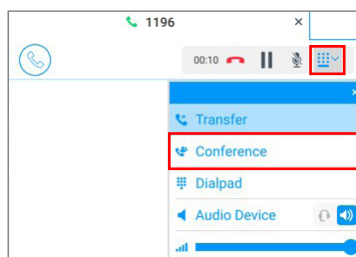 1196 ×
00:10
×
Transfer
Conference
Dialpad
Audio Device